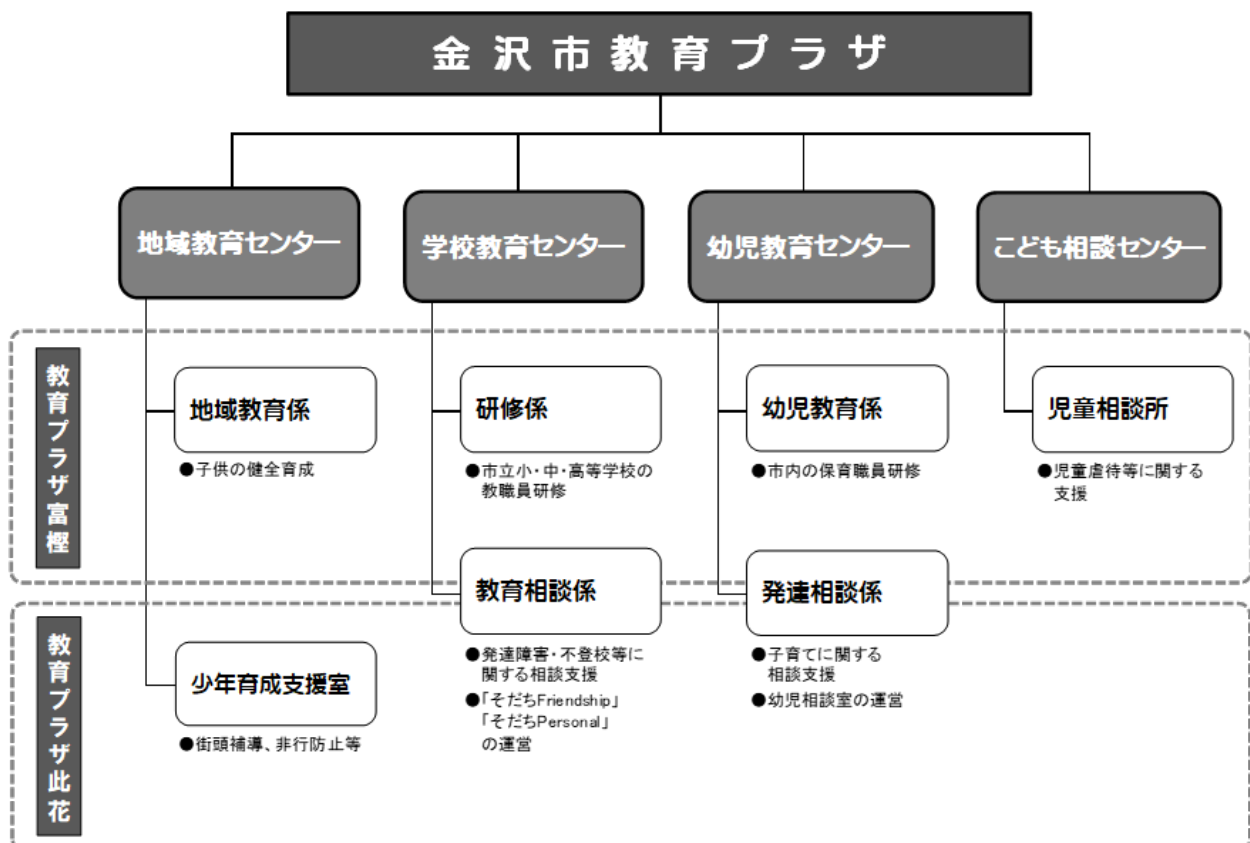 金沢市教育プラザ
地域教育センター
学校教育センター
幼児教育センター
こども相談センター
教育プラザ富樫
地域教育係
●子供の健全育成
研修係
●市立小・中・高等学校の
教職員研修
幼児教育係
●市内の保育職員研修
児童相談所
●児童虐待等に関する
支援
教育プラザ此花
少年育成支援室
●街頭補導、非行防止等
教育相談係
●発達障害・不登校等に
関する相談支援
●「そだちFriendship」
「そだちPersonal」
の運営
発達相談係
●子育てに関する
相談支援
●幼児相談室の運営